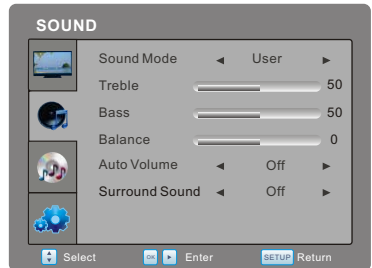 SOUND
Sound Mode ◄ User ►
Treble 50
Bass 50
Balance 0
Auto Volume ◄ Off ►
Surround Sound ◄ Off ►
Select OK Enter SETUP Return